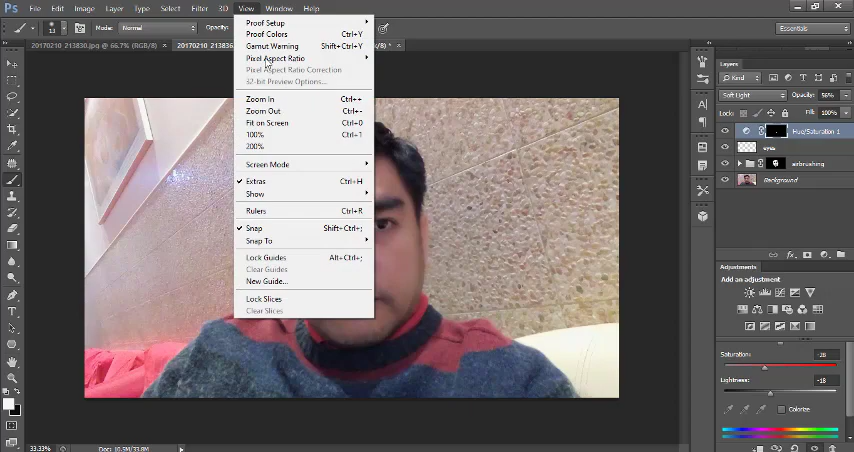 File Edit Image Layer Type Select Filter 3D View Window Help
13 Mode: Normal Opacity: Essentials
20170210_213830.jpg @ 66.7% (RGB/8) × 20170210_213 8) * ×
Proof Setup
Proof Colors Ctrl+Y
Gamut Warning Shift+Ctrl+Y
Pixel Aspect Ratio
Pixel Aspect Ratio Correction
32-bit Preview Options...
Zoom In Ctrl++
Zoom Out Ctrl+-
Fit on Screen Ctrl+0
100% Ctrl+1
200%
Screen Mode
Extras Ctrl+H
Show
Rulers Ctrl+R
Snap Shift+Ctrl+;
Snap To
Lock Guides Alt+Ctrl+;
Clear Guides
New Guide...
Lock Slices
Clear Slices
Layers
Kind
Soft Light Opacity: 56%
Lock: Fill: 100%
Hue/Saturation 1
eyes
airbrushing
Background
Adjustments
Add an adjustment
Saturation: -28
Lightness: -18
Colorize
33.33% Doc: 10.5M/33.8M